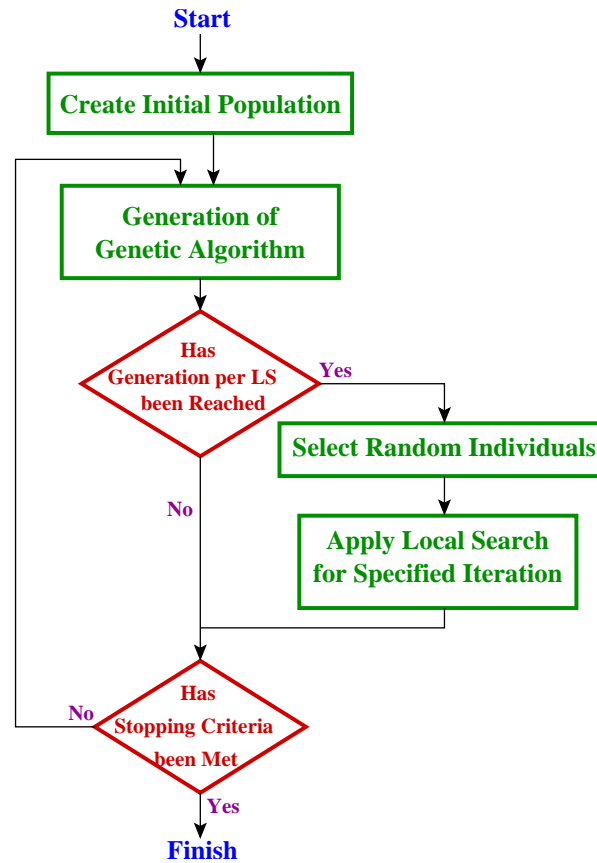 Start
Create Initial Population
Generation of
Genetic Algorithm
Has
Generation per LS
been Reached
Yes
Select Random Individuals
No
Apply Local Search
for Specified Iteration
Has
Stopping Criteria
been Met
No
Yes
Finish